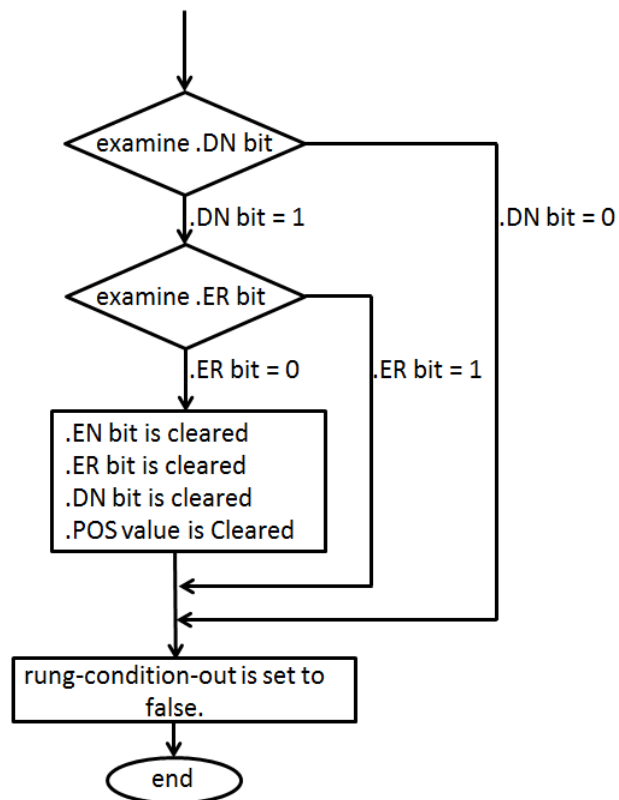 examine .DN bit
.DN bit = 1
.DN bit = 0
examine .ER bit
.ER bit = 0
.ER bit = 1
.EN bit is cleared
.ER bit is cleared
.DN bit is cleared
.POS value is Cleared
rung-condition-out is set to
false.
end